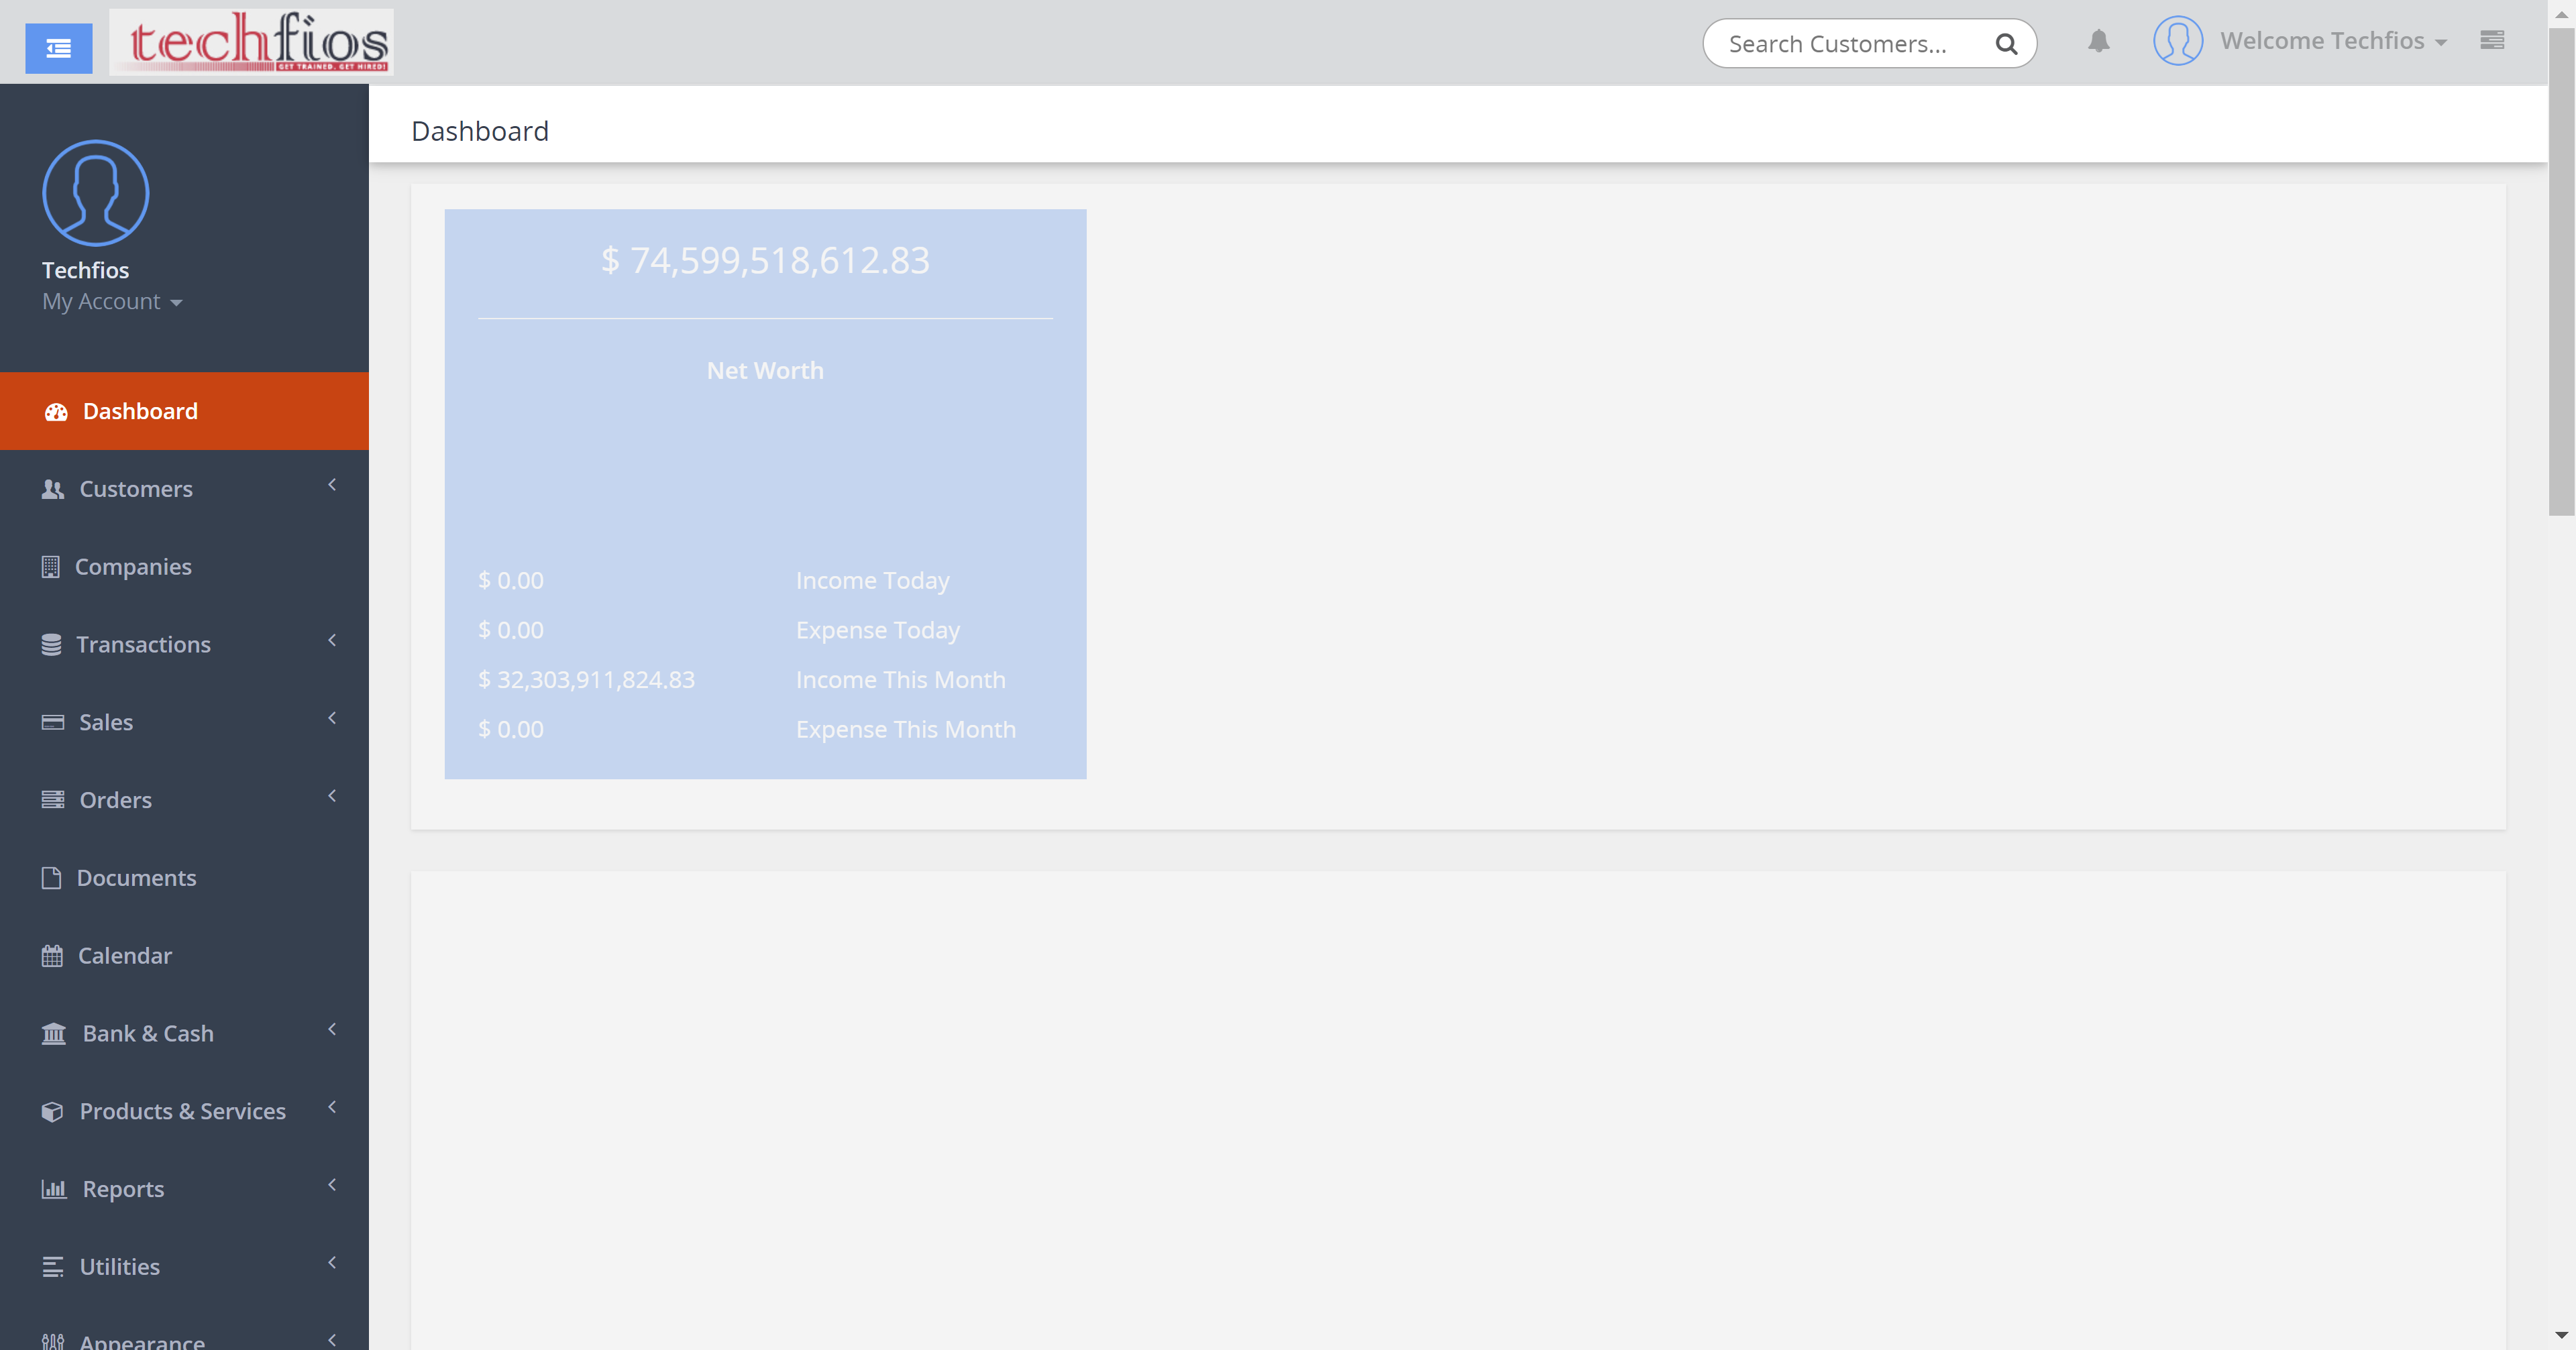 techfios
GET TRAINED. GET HIRED!
Search Customers...
Welcome Techfios
Techfios
My Account
Dashboard
Customers
Companies
Transactions
Sales
Orders
Documents
Calendar
Bank & Cash
Products & Services
Reports
Utilities
Appearance
Dashboard
$ 74,599,518,612.83
Net Worth
$ 0.00 Income Today
$ 0.00 Expense Today
$ 32,303,911,824.83 Income This Month
$ 0.00 Expense This Month